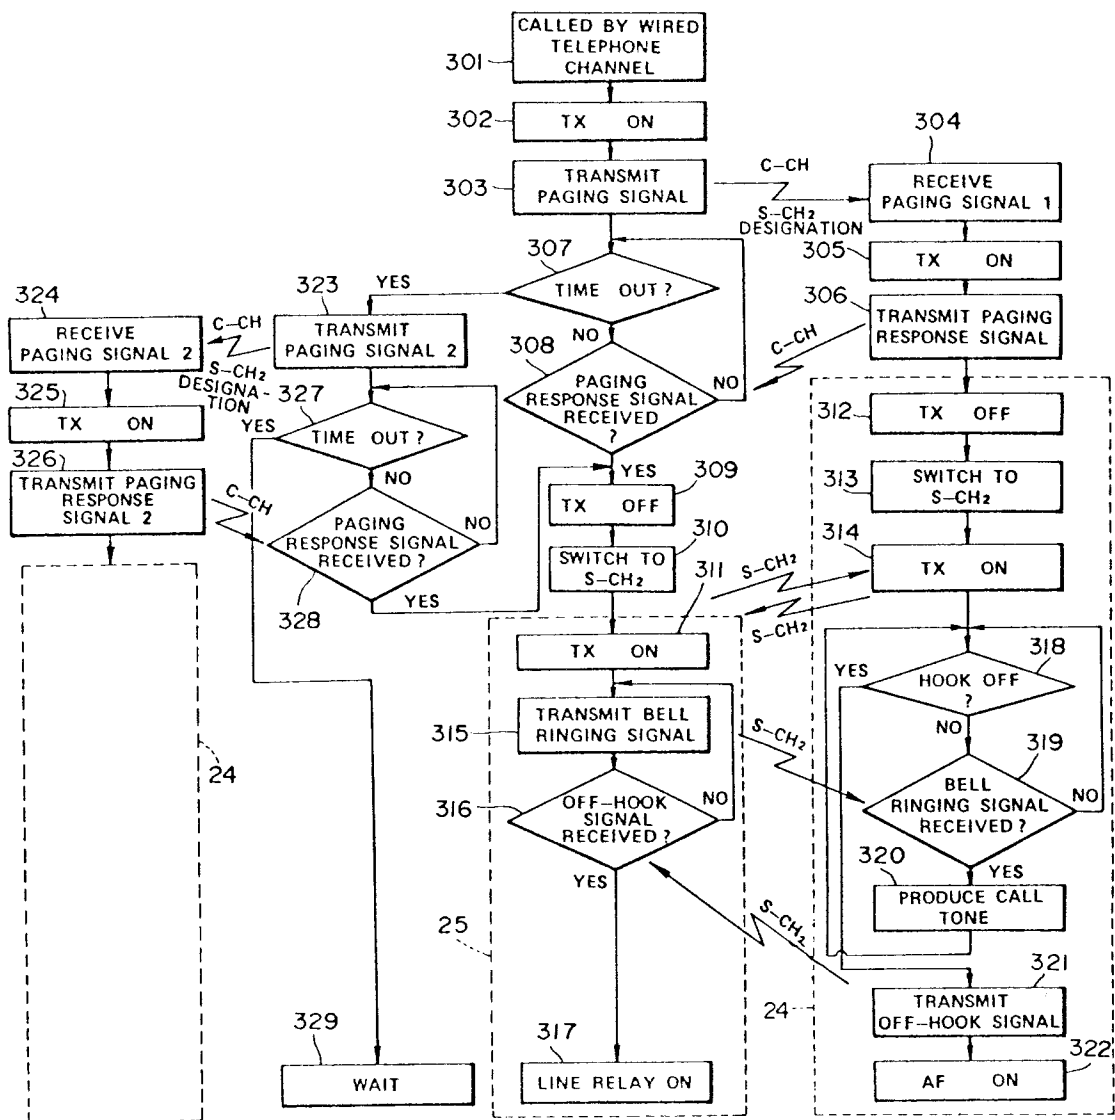 CALLED BY WIRED
TELEPHONE
CHANNEL
301
TX ON
302
TRANSMIT
PAGING SIGNAL
303
C-CH
S-CH2
DESIGNATION
304
RECEIVE
PAGING SIGNAL 1
305
TX ON
306
TRANSMIT PAGING
RESPONSE SIGNAL
C-CH
307
TIME OUT ?
YES
NO
308
PAGING
RESPONSE SIGNAL
RECEIVED
?
NO
YES
323
TRANSMIT
PAGING SIGNAL 2
C-CH
S-CH2
DESIGNA-
TION
324
RECEIVE
PAGING SIGNAL 2
325
TX ON
326
TRANSMIT PAGING
RESPONSE
SIGNAL 2
C-CH
327
TIME OUT ?
YES
NO
PAGING
RESPONSE SIGNAL
RECEIVED ?
NO
328
YES
309
TX OFF
310
SWITCH TO
S-CH2
311
TX ON
S-CH2
S-CH2
312
TX OFF
313
SWITCH TO
S-CH2
314
TX ON
315
TRANSMIT BELL
RINGING SIGNAL
S-CH2
316
OFF-HOOK
SIGNAL
RECEIVED ?
NO
YES
S-CH2
318
HOOK OFF
?
YES
NO
319
BELL
RINGING SIGNAL
RECEIVED ?
NO
YES
320
PRODUCE CALL
TONE
321
TRANSMIT
OFF-HOOK SIGNAL
322
AF ON
24
25
24
329
WAIT
317
LINE RELAY ON